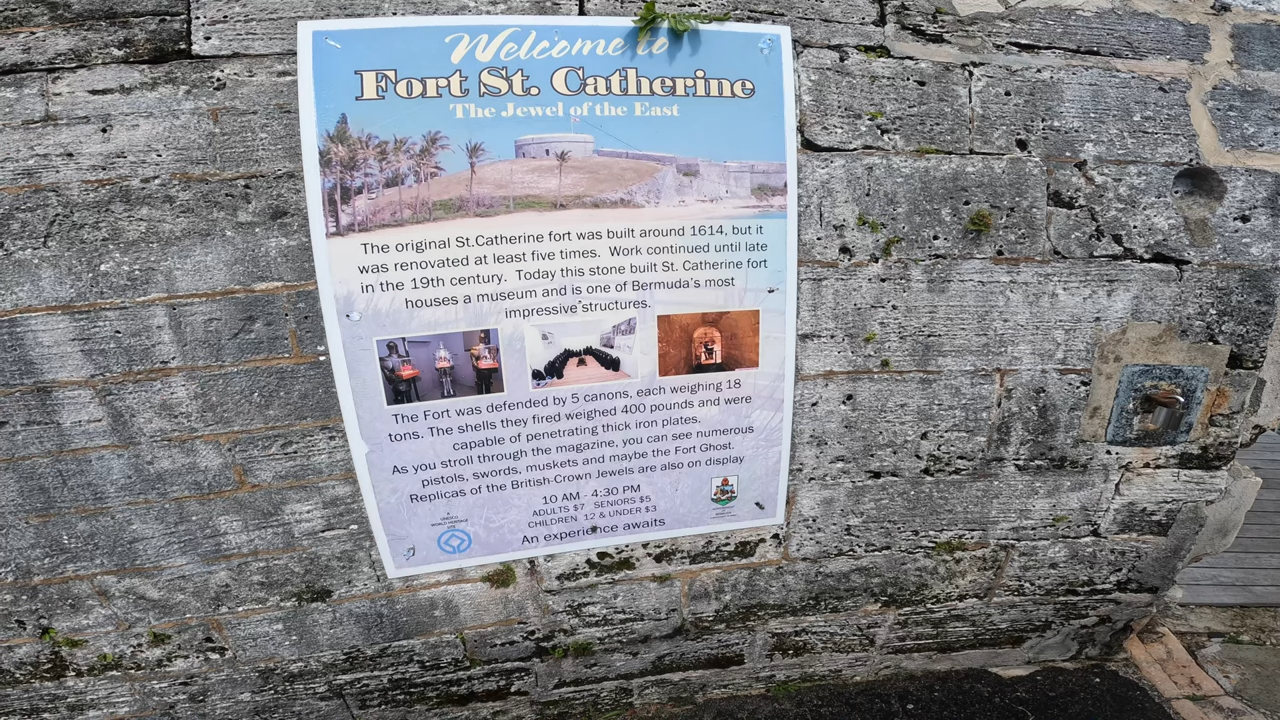 Welcome to
Fort St. Catherine
The Jewel of the East
The original St.Catherine fort was built around 1614, but it
was renovated at least five times. Work continued until late
in the 19th century. Today this stone built St. Catherine fort
houses a museum and is one of Bermuda's most
impressive structures.
The Fort was defended by 5 canons, each weighing 18
tons. The shells they fired weighed 400 pounds and were
capable of penetrating thick iron plates.
As you stroll through the magazine, you can see numerous
pistols, swords, muskets and maybe the Fort Ghost.
Replicas of the British Crown Jewels are also on display
10 AM - 4:30 PM
ADULTS $7 SENIORS $5
CHILDREN 12 & UNDER $3
An experience awaits
A
UNESCO
WORLD HERITAGE
SITE